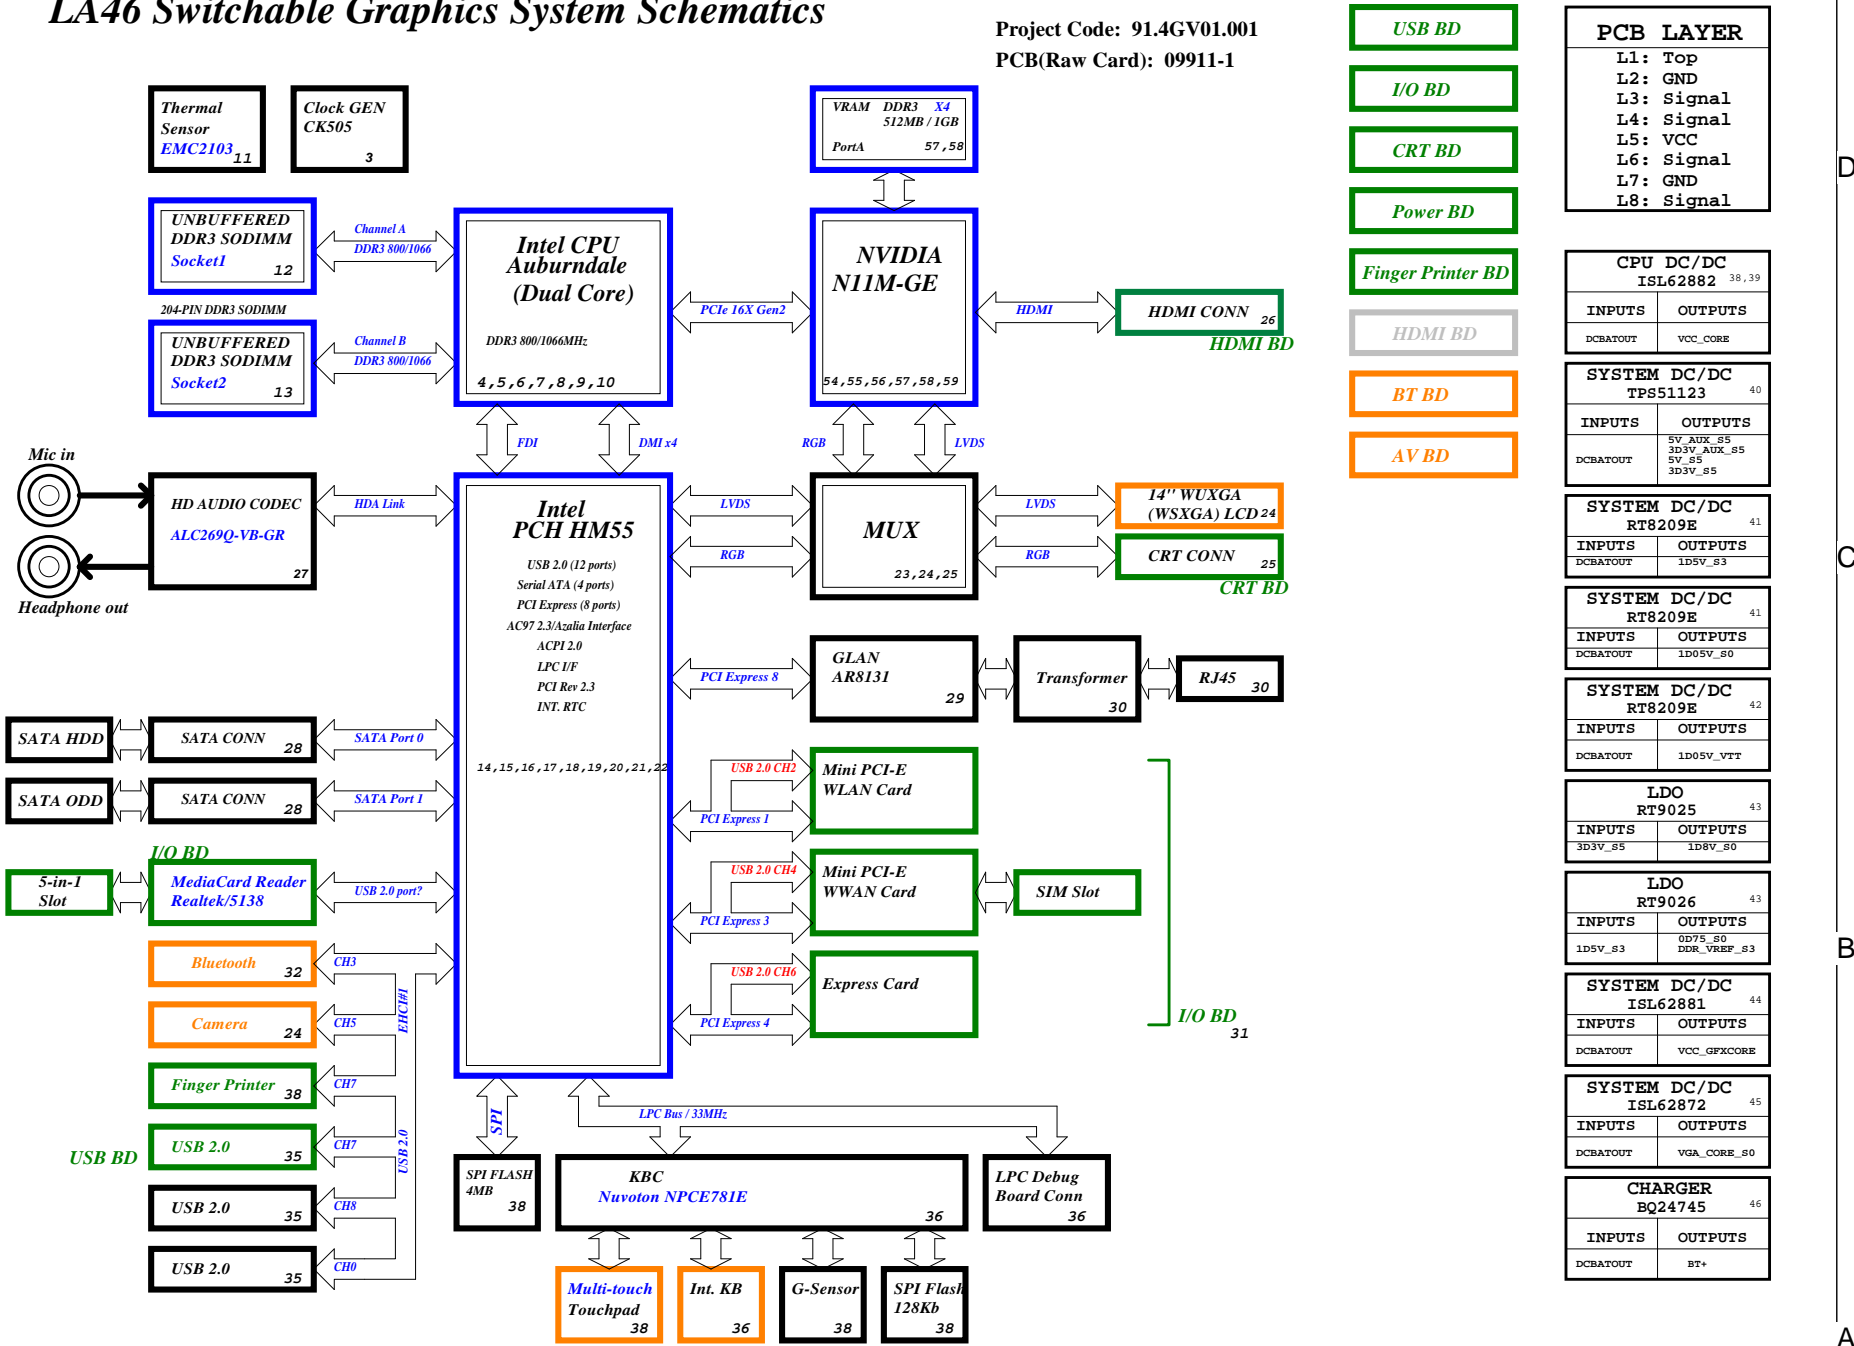 LA46 Switchable Graphics System Schematics
Project Code: 91.4GV01.001
PCB(Raw Card): 09911-1
Thermal
Sensor
EMC2103
11
Clock GEN
CK505
3
VRAM DDR3 X4
512MB / 1GB
PortA 57,58
UNBUFFERED
DDR3 SODIMM
Socket1
12
Channel A
DDR3 800/1066
204-PIN DDR3 SODIMM
UNBUFFERED
DDR3 SODIMM
Socket2
13
Channel B
DDR3 800/1066
Intel CPU
Auburndale
(Dual Core)
DDR3 800/1066MHz
4,5,6,7,8,9,10
PCIe 16X Gen2
NVIDIA
N11M-GE
54,55,56,57,58,59
HDMI
HDMI CONN
26
HDMI BD
FDI
DMI x4
RGB
LVDS
Mic in
Headphone out
HD AUDIO CODEC
ALC269Q-VB-GR
27
HDA Link
Intel
PCH HM55
USB 2.0 (12 ports)
Serial ATA (4 ports)
PCI Express (8 ports)
AC97 2.3/Azalia Interface
ACPI 2.0
LPC I/F
PCI Rev 2.3
INT. RTC
14,15,16,17,18,19,20,21,22
LVDS
RGB
MUX
23,24,25
LVDS
RGB
14'' WUXGA
(WSXGA) LCD 24
CRT CONN
25
CRT BD
PCI Express 8
GLAN
AR8131
29
Transformer
30
RJ45
30
SATA HDD
SATA CONN
28
SATA Port 0
SATA ODD
SATA CONN
28
SATA Port 1
I/O BD
5-in-1
Slot
MediaCard Reader
Realtek/5138
USB 2.0 port?
USB 2.0 CH2
PCI Express 1
Mini PCI-E
WLAN Card
USB 2.0 CH4
PCI Express 3
Mini PCI-E
WWAN Card
SIM Slot
USB 2.0 CH6
PCI Express 4
Express Card
I/O BD
31
Bluetooth
32
CH3
Camera
24
CH5
EHCI#1
Finger Printer
38
CH7
USB BD
USB 2.0
35
CH7
USB 2.0
USB 2.0
35
CH8
USB 2.0
35
CH0
SPI
LPC Bus / 33MHz
SPI FLASH
4MB
38
KBC
Nuvoton NPCE781E
36
LPC Debug
Board Conn
36
Multi-touch
Touchpad
38
Int. KB
36
G-Sensor
38
SPI Flash
128Kb
38
USB BD
I/O BD
CRT BD
Power BD
Finger Printer BD
HDMI BD
BT BD
AV BD
PCB LAYER
L1: Top
L2: GND
L3: Signal
L4: Signal
L5: VCC
L6: Signal
L7: GND
L8: Signal
CPU DC/DC
ISL62882 38,39
INPUTS OUTPUTS
DCBATOUT VCC_CORE
SYSTEM DC/DC
TPS51123 40
INPUTS OUTPUTS
DCBATOUT
5V_AUX_S5
3D3V_AUX_S5
5V_S5
3D3V_S5
SYSTEM DC/DC
RT8209E 41
INPUTS OUTPUTS
DCBATOUT 1D5V_S3
SYSTEM DC/DC
RT8209E 41
INPUTS OUTPUTS
DCBATOUT 1D05V_S0
SYSTEM DC/DC
RT8209E 42
INPUTS OUTPUTS
DCBATOUT 1D05V_VTT
LDO
RT9025 43
INPUTS OUTPUTS
3D3V_S5 1D8V_S0
LDO
RT9026 43
INPUTS OUTPUTS
1D5V_S3
0D75_S0
DDR_VREF_S3
SYSTEM DC/DC
ISL62881 44
INPUTS OUTPUTS
DCBATOUT VCC_GFXCORE
SYSTEM DC/DC
ISL62872 45
INPUTS OUTPUTS
DCBATOUT VGA_CORE_S0
CHARGER
BQ24745 46
INPUTS OUTPUTS
DCBATOUT BT+
D
C
B
A